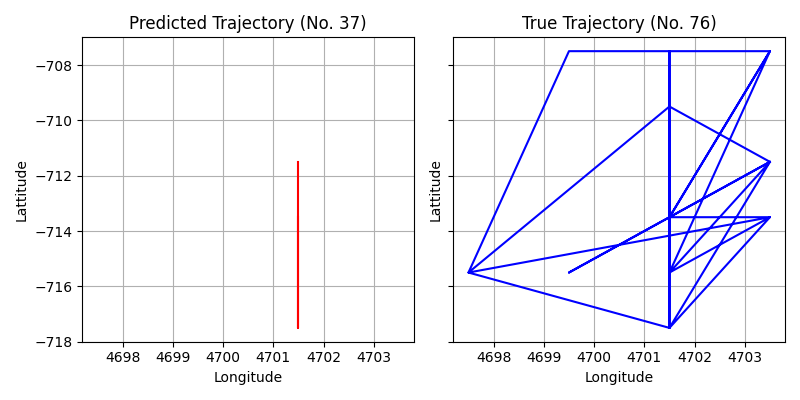 Predicted Trajectory (No. 37)
True Trajectory (No. 76)
−708
−710
−712
−714
−716
−718
Lattitude
Lattitude
4698 4699 4700 4701 4702 4703
4698 4699 4700 4701 4702 4703
Longitude
Longitude